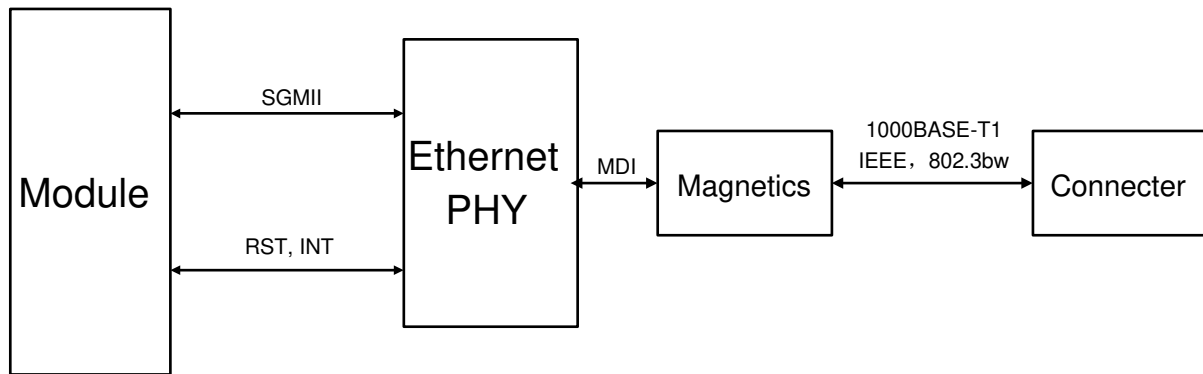 Module
SGMII
RST, INT
Ethernet
PHY
MDI
Magnetics
1000BASE-T1
IEEE，802.3bw
Connecter